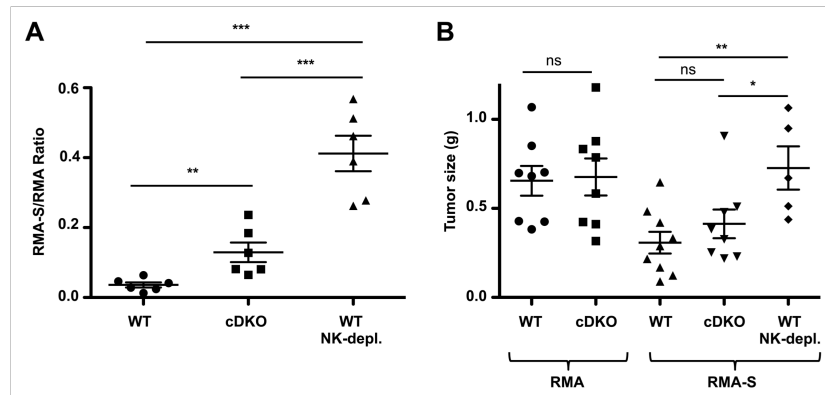 A
***
***
**
RMA-S/RMA Ratio
0.6
0.4
0.2
0.0
WT
cDKO
WT
NK-depl.
B
**
ns
ns
*
Tumor size (g)
1.0
0.5
0.0
WT
cDKO
WT
cDKO
WT
NK-depl.
RMA
RMA-S